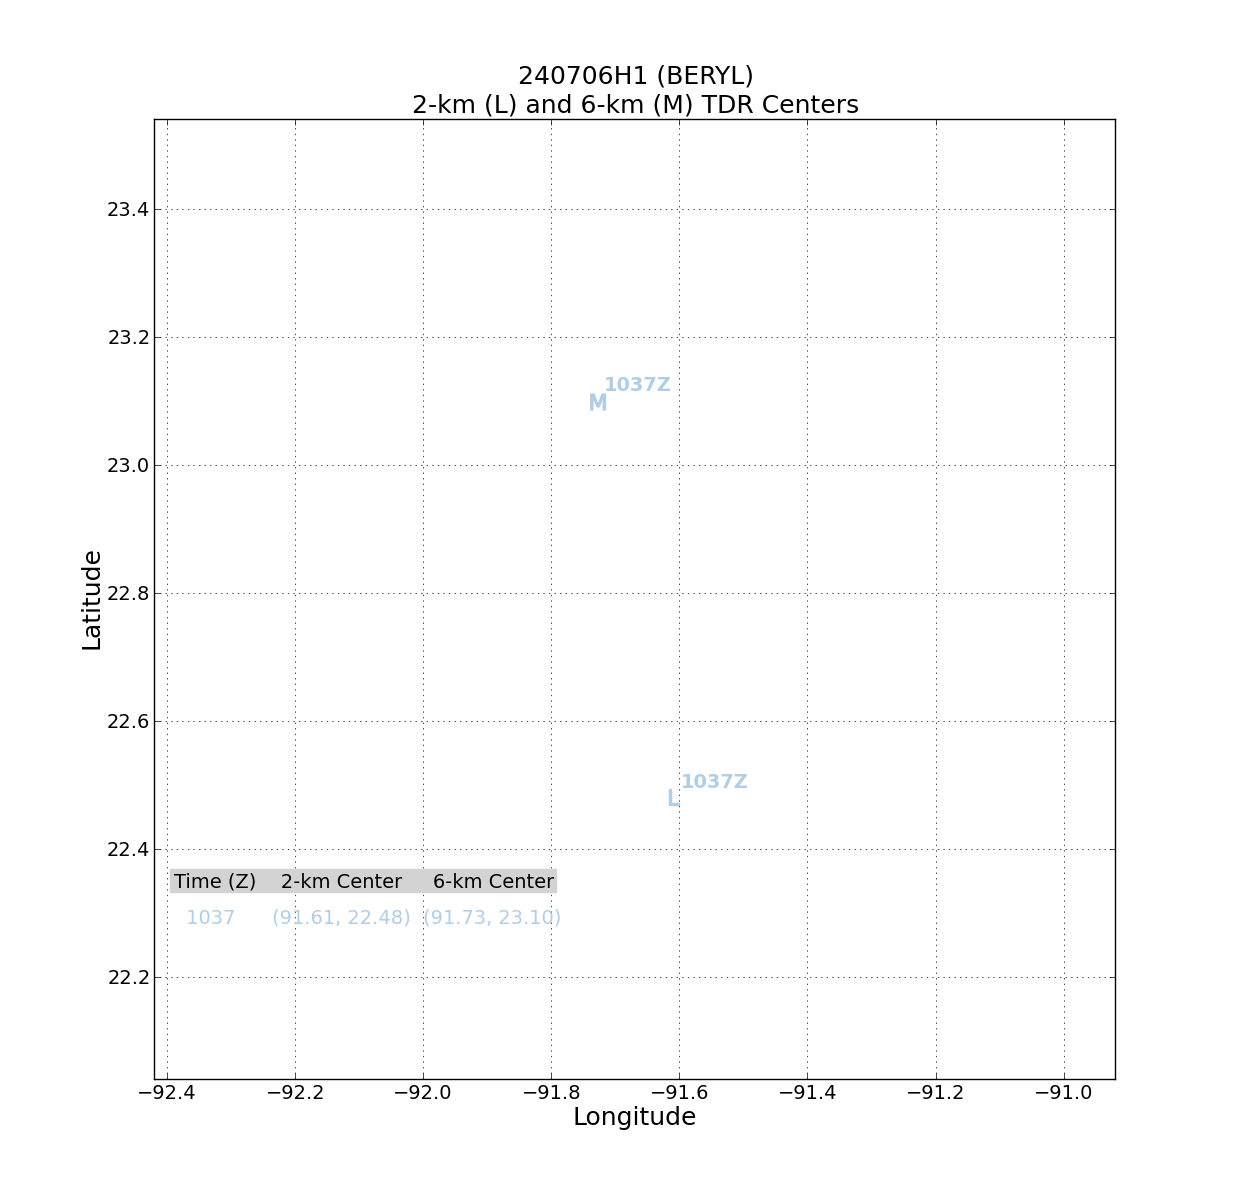 240706H1 (BERYL)
2-km (L) and 6-km (M) TDR Centers
23.4
23.2
1037Z
M
23.0
Latitude
22.8
22.6
1037Z
L
22.4
Time (Z) 2-km Center 6-km Center
1037 (91.61, 22.48) (91.73, 23.10)
22.2
−92.4 −92.2 −92.0 −91.8 −91.6 −91.4 −91.2 −91.0
Longitude